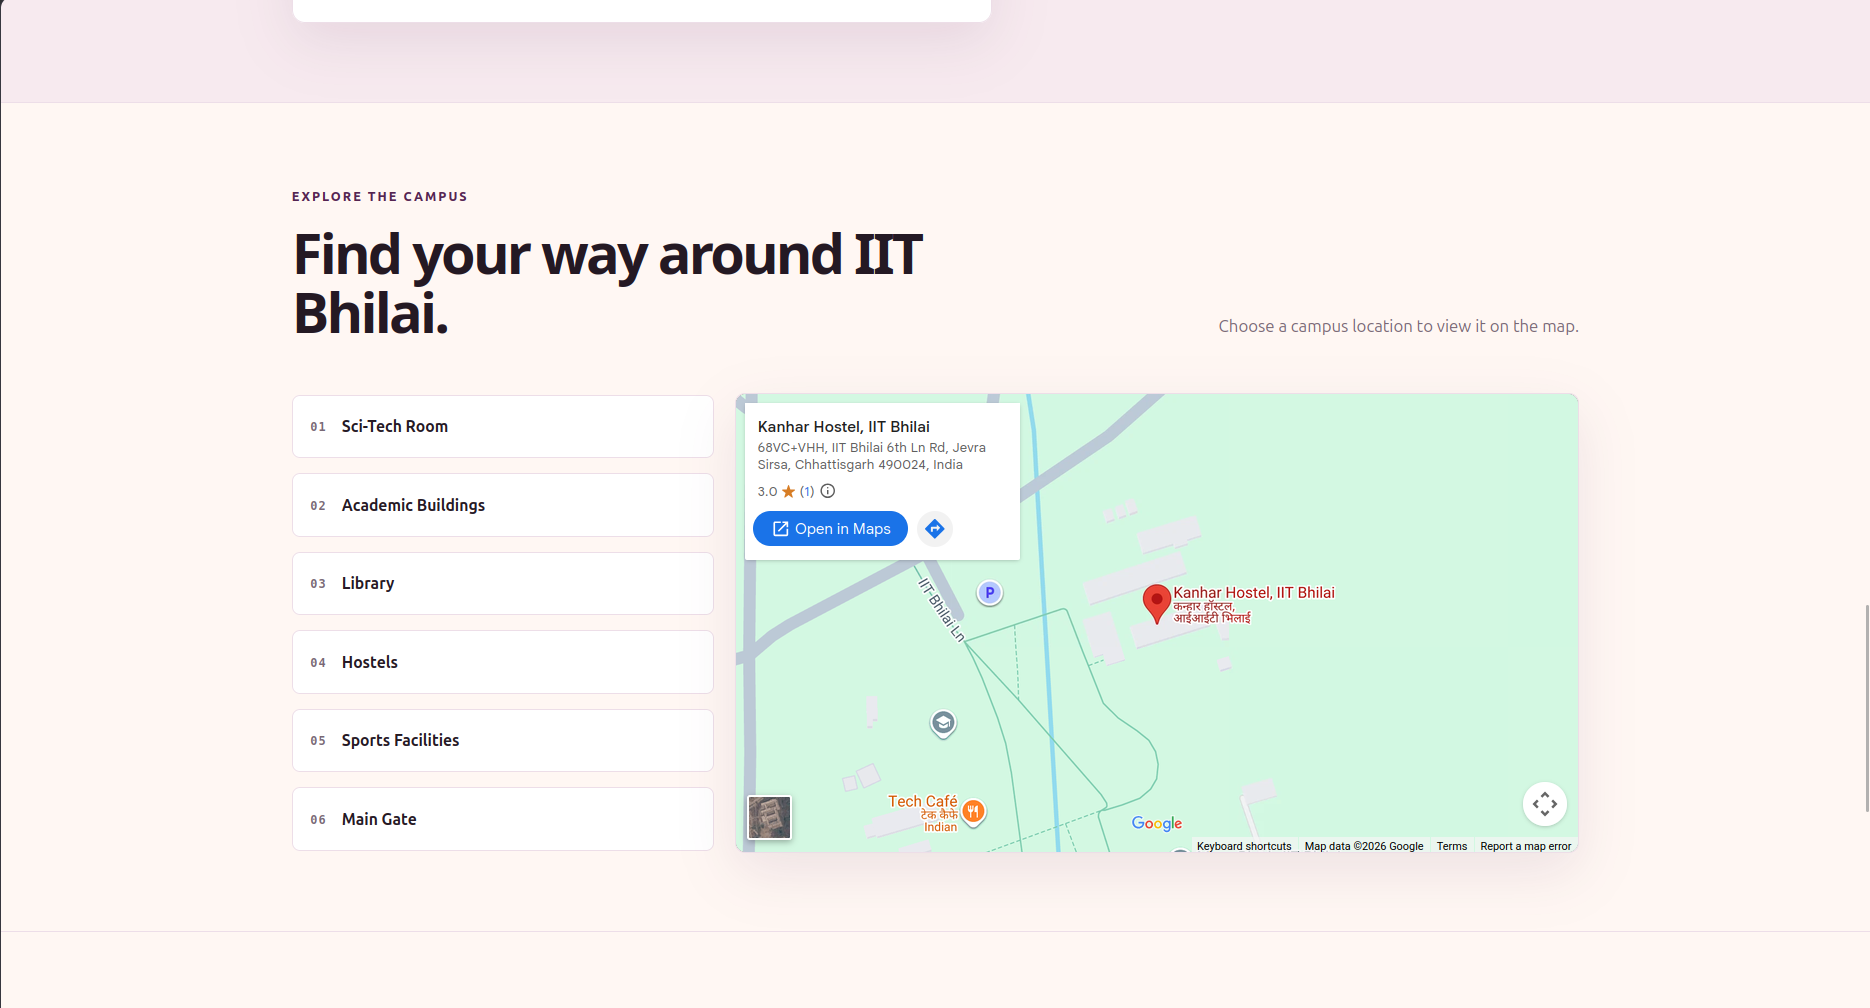 EXPLORE THE CAMPUS
Find your way around IIT
Bhilai.
Choose a campus location to view it on the map.
01 Sci-Tech Room
02 Academic Buildings
03 Library
04 Hostels
05 Sports Facilities
06 Main Gate
Kanhar Hostel, IIT Bhilai
68VC+VHH, IIT Bhilai 6th Ln Rd, Jevra
Sirsa, Chhattisgarh 490024, India
3.0 ★ (1)
Open in Maps
IIT Bhilai Ln
P
Kanhar Hostel, IIT Bhilai
कन्हार हॉस्टल,
आईआईटी भिलाई
Tech Café
टेक कैफे
Indian
Google
Keyboard shortcuts
Map data ©2026 Google
Terms
Report a map error